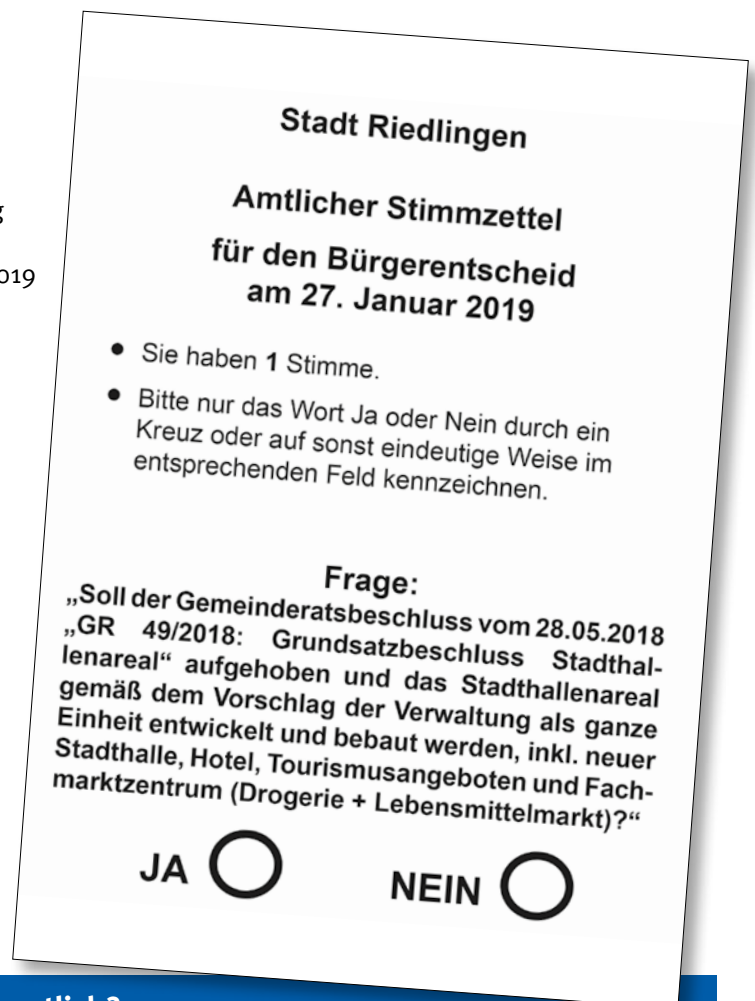 Stadt Riedlingen
Amtlicher Stimmzettel
für den Bürgerentscheid
am 27. Januar 2019
• Sie haben 1 Stimme.
• Bitte nur das Wort Ja oder Nein durch ein
Kreuz oder auf sonst eindeutige Weise im
entsprechenden Feld kennzeichnen.
Frage:
„Soll der Gemeinderatsbeschluss vom 28.05.2018
„GR 49/2018: Grundsatzbeschluss Stadthal-
lenareal“ aufgehoben und das Stadthallenareal
gemäß dem Vorschlag der Verwaltung als ganze
Einheit entwickelt und bebaut werden, inkl. neuer
Stadthalle, Hotel, Tourismusangeboten und Fach-
marktzentrum (Drogerie + Lebensmittelmarkt)?“
JA NEIN